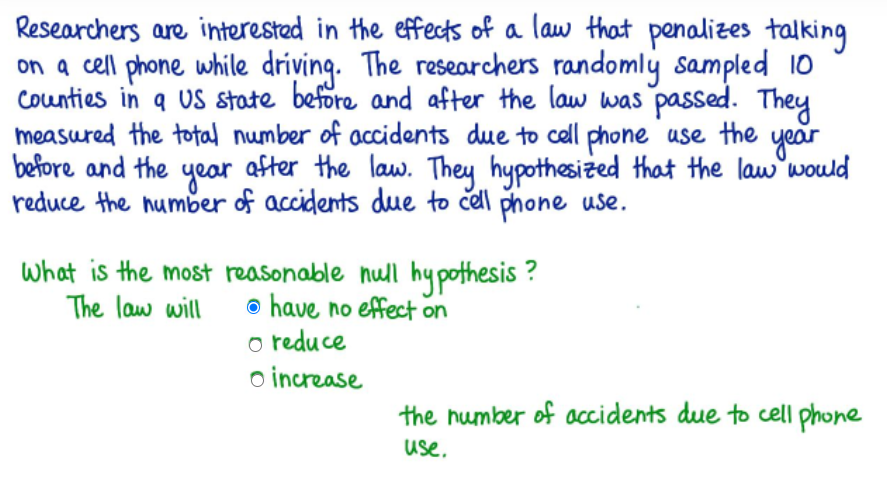 Researchers are interested in the effects of a law that penalizes talking
on a cell phone while driving. The researchers randomly sampled 10
Counties in a US state before and after the law was passed. They
measured the total number of accidents due to cell phone use the year
before and the year after the law. They hypothesized that the law would
reduce the number of accidents due to cell phone use.
What is the most reasonable null hypothesis?
The law will have no effect on
reduce
increase
the number of accidents due to cell phone
use.